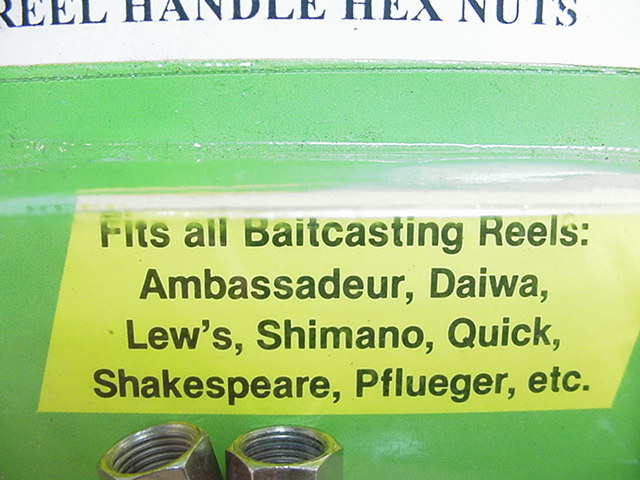 REEL HANDLE HEX NUTS
Fits all Baitcasting Reels:
Ambassadeur, Daiwa,
Lew's, Shimano, Quick,
Shakespeare, Pflueger, etc.